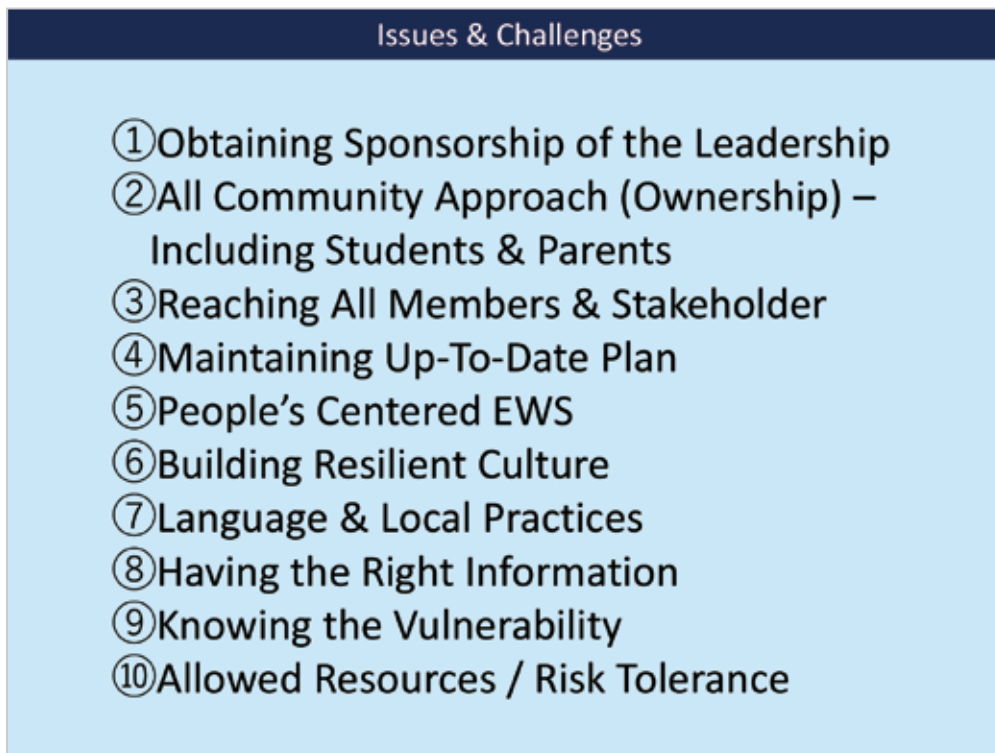 Issues & Challenges
①Obtaining Sponsorship of the Leadership
②All Community Approach (Ownership) –
Including Students & Parents
③Reaching All Members & Stakeholder
④Maintaining Up-To-Date Plan
⑤People’s Centered EWS
⑥Building Resilient Culture
⑦Language & Local Practices
⑧Having the Right Information
⑨Knowing the Vulnerability
⑩Allowed Resources / Risk Tolerance